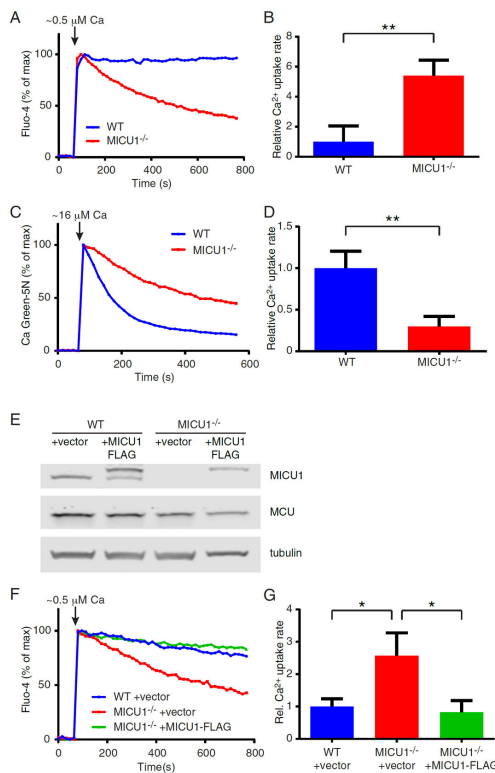 A
~0.5 µM Ca
Fluo-4 (% of max)
100
50
0
WT
MICU1-/-
0 200 400 600 800
Time (s)
B
Relative Ca2+ uptake rate
8
6
4
2
0
**
WT MICU1-/-
C
~16 µM Ca
Ca Green-5N (% of max)
100
50
0
WT
MICU1-/-
0 200 400 600
Time (s)
D
Relative Ca2+ uptake rate
1.5
1.0
0.5
0.0
**
WT MICU1-/-
E
WT MICU1-/-
+vector +MICU1 +vector +MICU1
FLAG FLAG
MICU1
MCU
tubulin
F
~0.5 µM Ca
Fluo-4 (% of max)
100
50
0
WT +vector
MICU1-/- +vector
MICU1-/- +MICU1-FLAG
0 200 400 600 800
Time(s)
G
Rel. Ca2+ uptake rate
4
3
2
1
0
* *
WT MICU1-/- MICU1-/-
+vector +vector +MICU1-FLAG